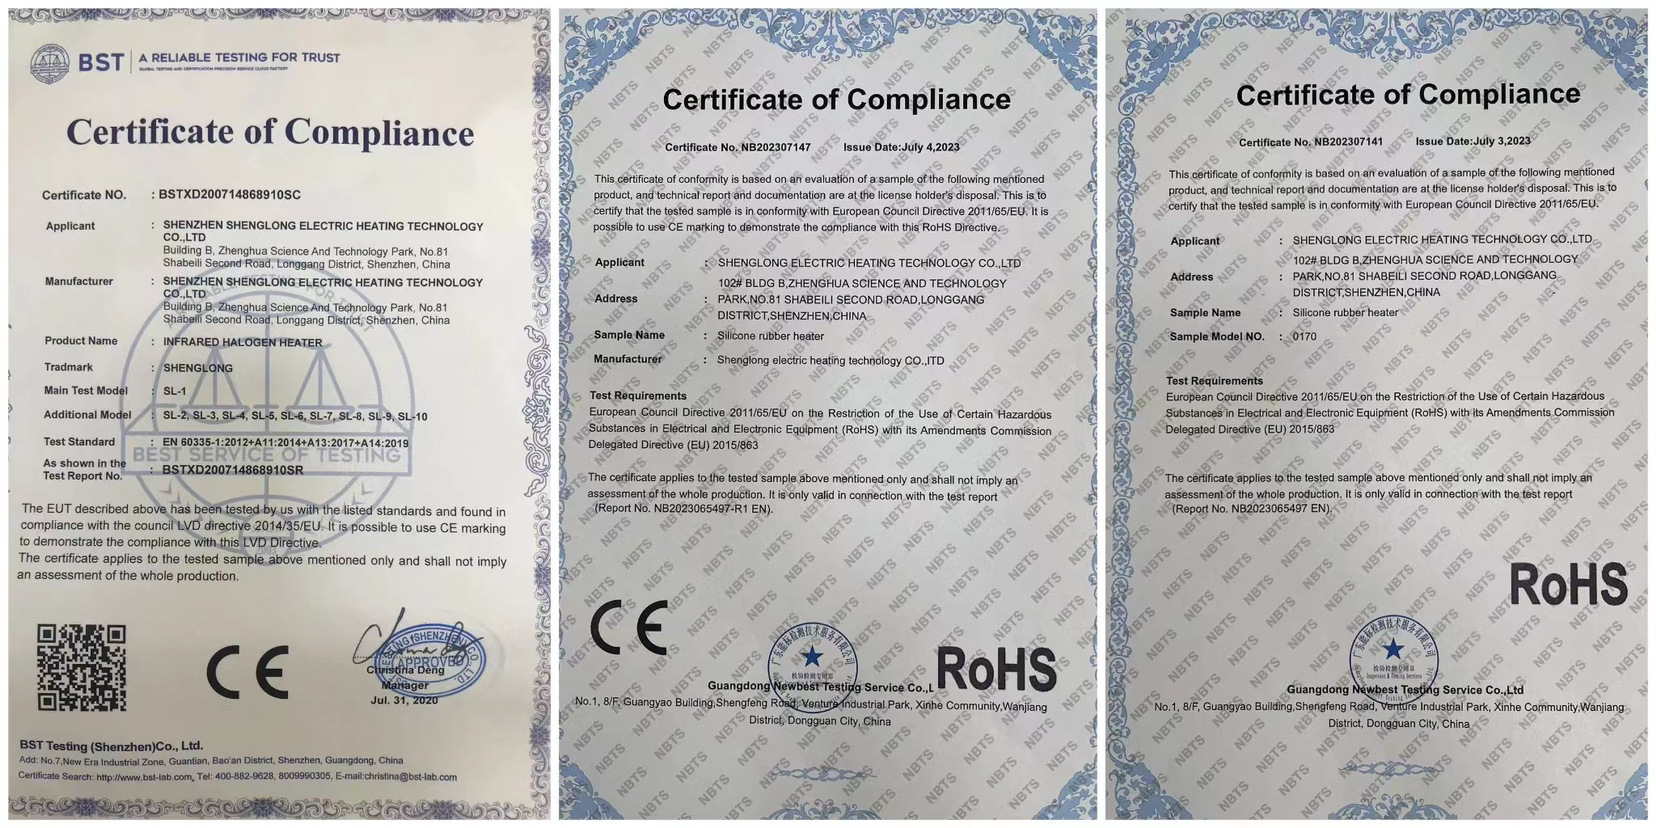 BST
A RELIABLE TESTING FOR TRUST
GLOBAL TESTING AND CERTIFICATION PRECISION SERVICE CLOUD FACTORY
Certificate of Compliance
Certificate NO. : BSTXD200714868910SC
Applicant : SHENZHEN SHENGLONG ELECTRIC HEATING TECHNOLOGY
CO.,LTD
Building B, Zhenghua Science And Technology Park, No.81
Shabeili Second Road, Longgang District, Shenzhen, China
Manufacturer : SHENZHEN SHENGLONG ELECTRIC HEATING TECHNOLOGY
CO.,LTD
Building B, Zhenghua Science And Technology Park, No.81
Shabeili Second Road, Longgang District, Shenzhen, China
Product Name : INFRARED HALOGEN HEATER
Tradmark : SHENGLONG
Main Test Model : SL-1
Additional Model : SL-2, SL-3, SL-4, SL-5, SL-6, SL-7, SL-8, SL-9, SL-10
Test Standard : EN 60335-1:2012+A11:2014+A13:2017+A14:2019
BEST SERVICE OF TESTING
As shown in the
Test Report No. : BSTXD200714868910SR
The EUT described above has been tested by us with the listed standards and found in
compliance with the council LVD directive 2014/35/EU. It is possible to use CE marking
to demonstrate the compliance with this LVD Directive.
The certificate applies to the tested sample above mentioned only and shall not imply
an assessment of the whole production.
CE
APPROVED
Christina Deng
Manager
Jul. 31, 2020
BST Testing (Shenzhen)Co., Ltd.
Add: No.7,New Era Industrial Zone, Guantian, Bao'an District, Shenzhen, Guangdong, China
Certificate Search: http://www.bst-lab.com, Tel: 400-882-9628, 8009990305, E-mail:christina@bst-lab.com
Certificate of Compliance
Certificate No. NB202307147 Issue Date:July 4,2023
This certificate of conformity is based on an evaluation of a sample of the following mentioned
product, and technical report and documentation are at the license holder's disposal. This is to
certify that the tested sample is in conformity with European Council Directive 2011/65/EU. It is
possible to use CE marking to demonstrate the compliance with this RoHS Directive.
Applicant : SHENGLONG ELECTRIC HEATING TECHNOLOGY CO.,LTD
102# BLDG B,ZHENGHUA SCIENCE AND TECHNOLOGY
Address : PARK,NO.81 SHABEILI SECOND ROAD,LONGGANG
DISTRICT,SHENZHEN,CHINA
Sample Name : Silicone rubber heater
Manufacturer : Shenglong electric heating technology CO.,lTD
Test Requirements
European Council Directive 2011/65/EU on the Restriction of the Use of Certain Hazardous
Substances in Electrical and Electronic Equipment (RoHS) with its Amendments Commission
Delegated Directive (EU) 2015/863
The certificate applies to the tested sample above mentioned only and shall not imply an
assessment of the whole production. It is only valid in connection with the test report
(Report No. NB2023065497-R1 EN).
CE
RoHS
Guangdong Newbest Testing Service Co.,L
No.1, 8/F, Guangyao Building,Shengfeng Road, Venture Industrial Park, Xinhe Community,Wanjiang
District, Dongguan City, China
Certificate of Compliance
Certificate No. NB202307141 Issue Date:July 3,2023
This certificate of conformity is based on an evaluation of a sample of the following mentioned
product, and technical report and documentation are at the license holder's disposal. This is to
certify that the tested sample is in conformity with European Council Directive 2011/65/EU.
Applicant : SHENGLONG ELECTRIC HEATING TECHNOLOGY CO.,LTD
102# BLDG B,ZHENGHUA SCIENCE AND TECHNOLOGY
Address : PARK,NO.81 SHABEILI SECOND ROAD,LONGGANG
DISTRICT,SHENZHEN,CHINA
Sample Name : Silicone rubber heater
Sample Model NO. : 0170
Test Requirements
European Council Directive 2011/65/EU on the Restriction of the Use of Certain Hazardous
Substances in Electrical and Electronic Equipment (RoHS) with its Amendments Commission
Delegated Directive (EU) 2015/863
The certificate applies to the tested sample above mentioned only and shall not imply an
assessment of the whole production. It is only valid in connection with the test report
(Report No. NB2023065497 EN).
RoHS
Guangdong Newbest Testing Service Co.,Ltd
No.1, 8/F, Guangyao Building,Shengfeng Road, Venture Industrial Park, Xinhe Community,Wanjiang
District, Dongguan City, China
NBTS